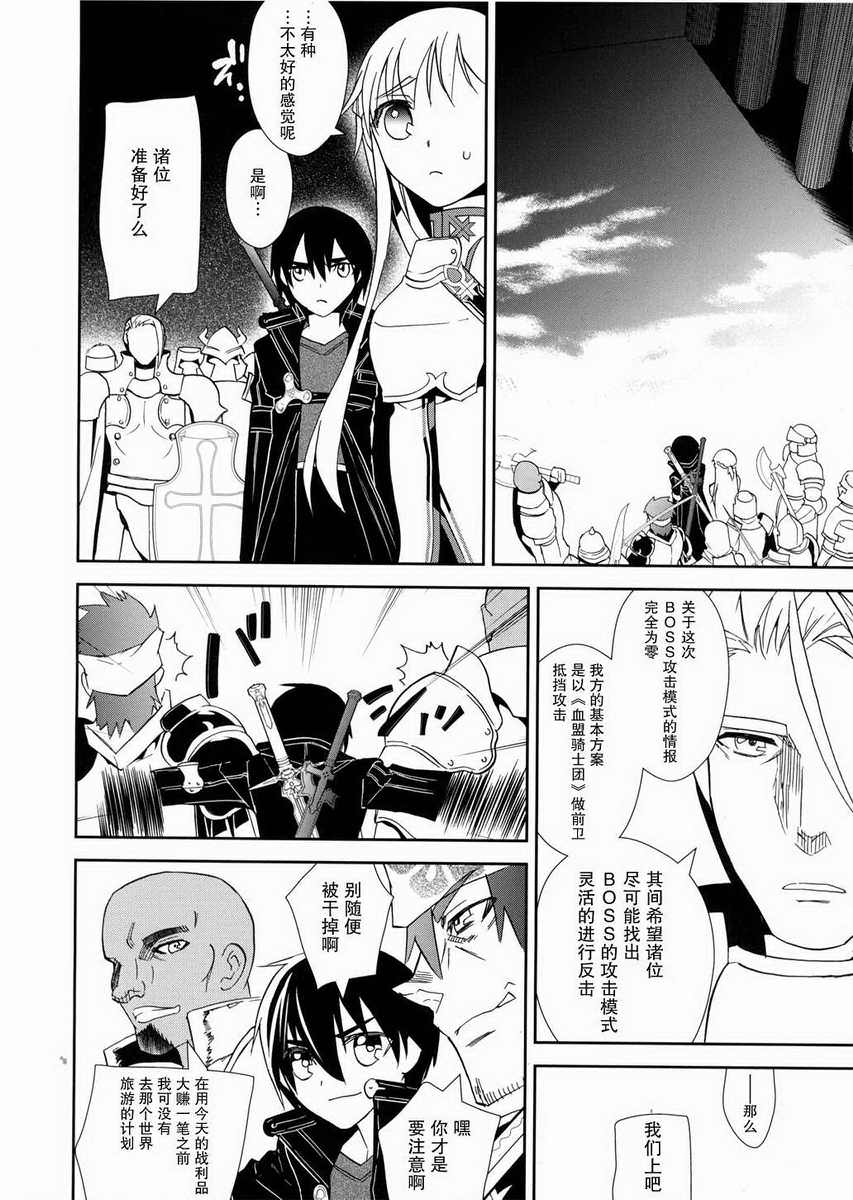 …有种
…不太好的感觉呢
是啊…
诸位
准备好了么
关于这次
BOSS攻击模式的情报
完全为零
我方的基本方案
是以《血盟骑士团》做前卫
抵挡攻击
其间希望诸位
尽可能找出
BOSS的攻击模式
灵活的进行反击
——那么
我们上吧
别随便
被干掉啊
嘿
你才是
要注意啊
在用今天的战利品
大赚一笔之前
我可没有
去那个世界
旅游的计划